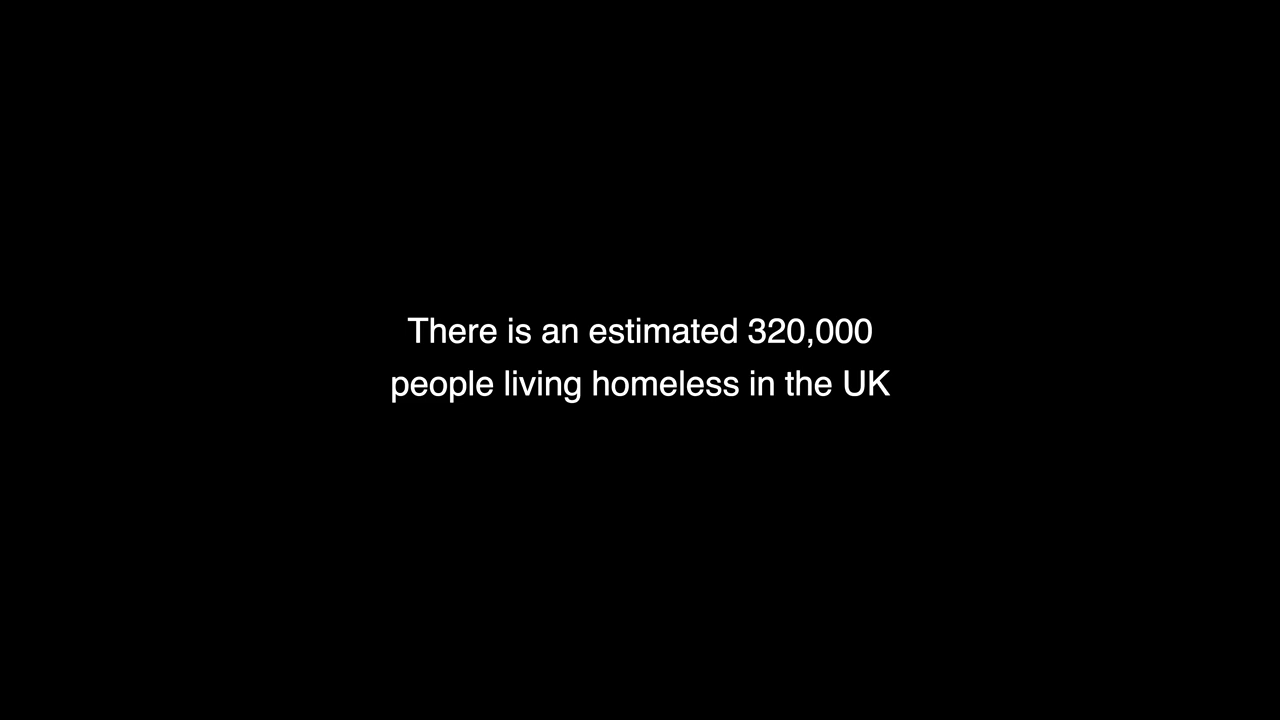 There is an estimated 320,000
people living homeless in the UK